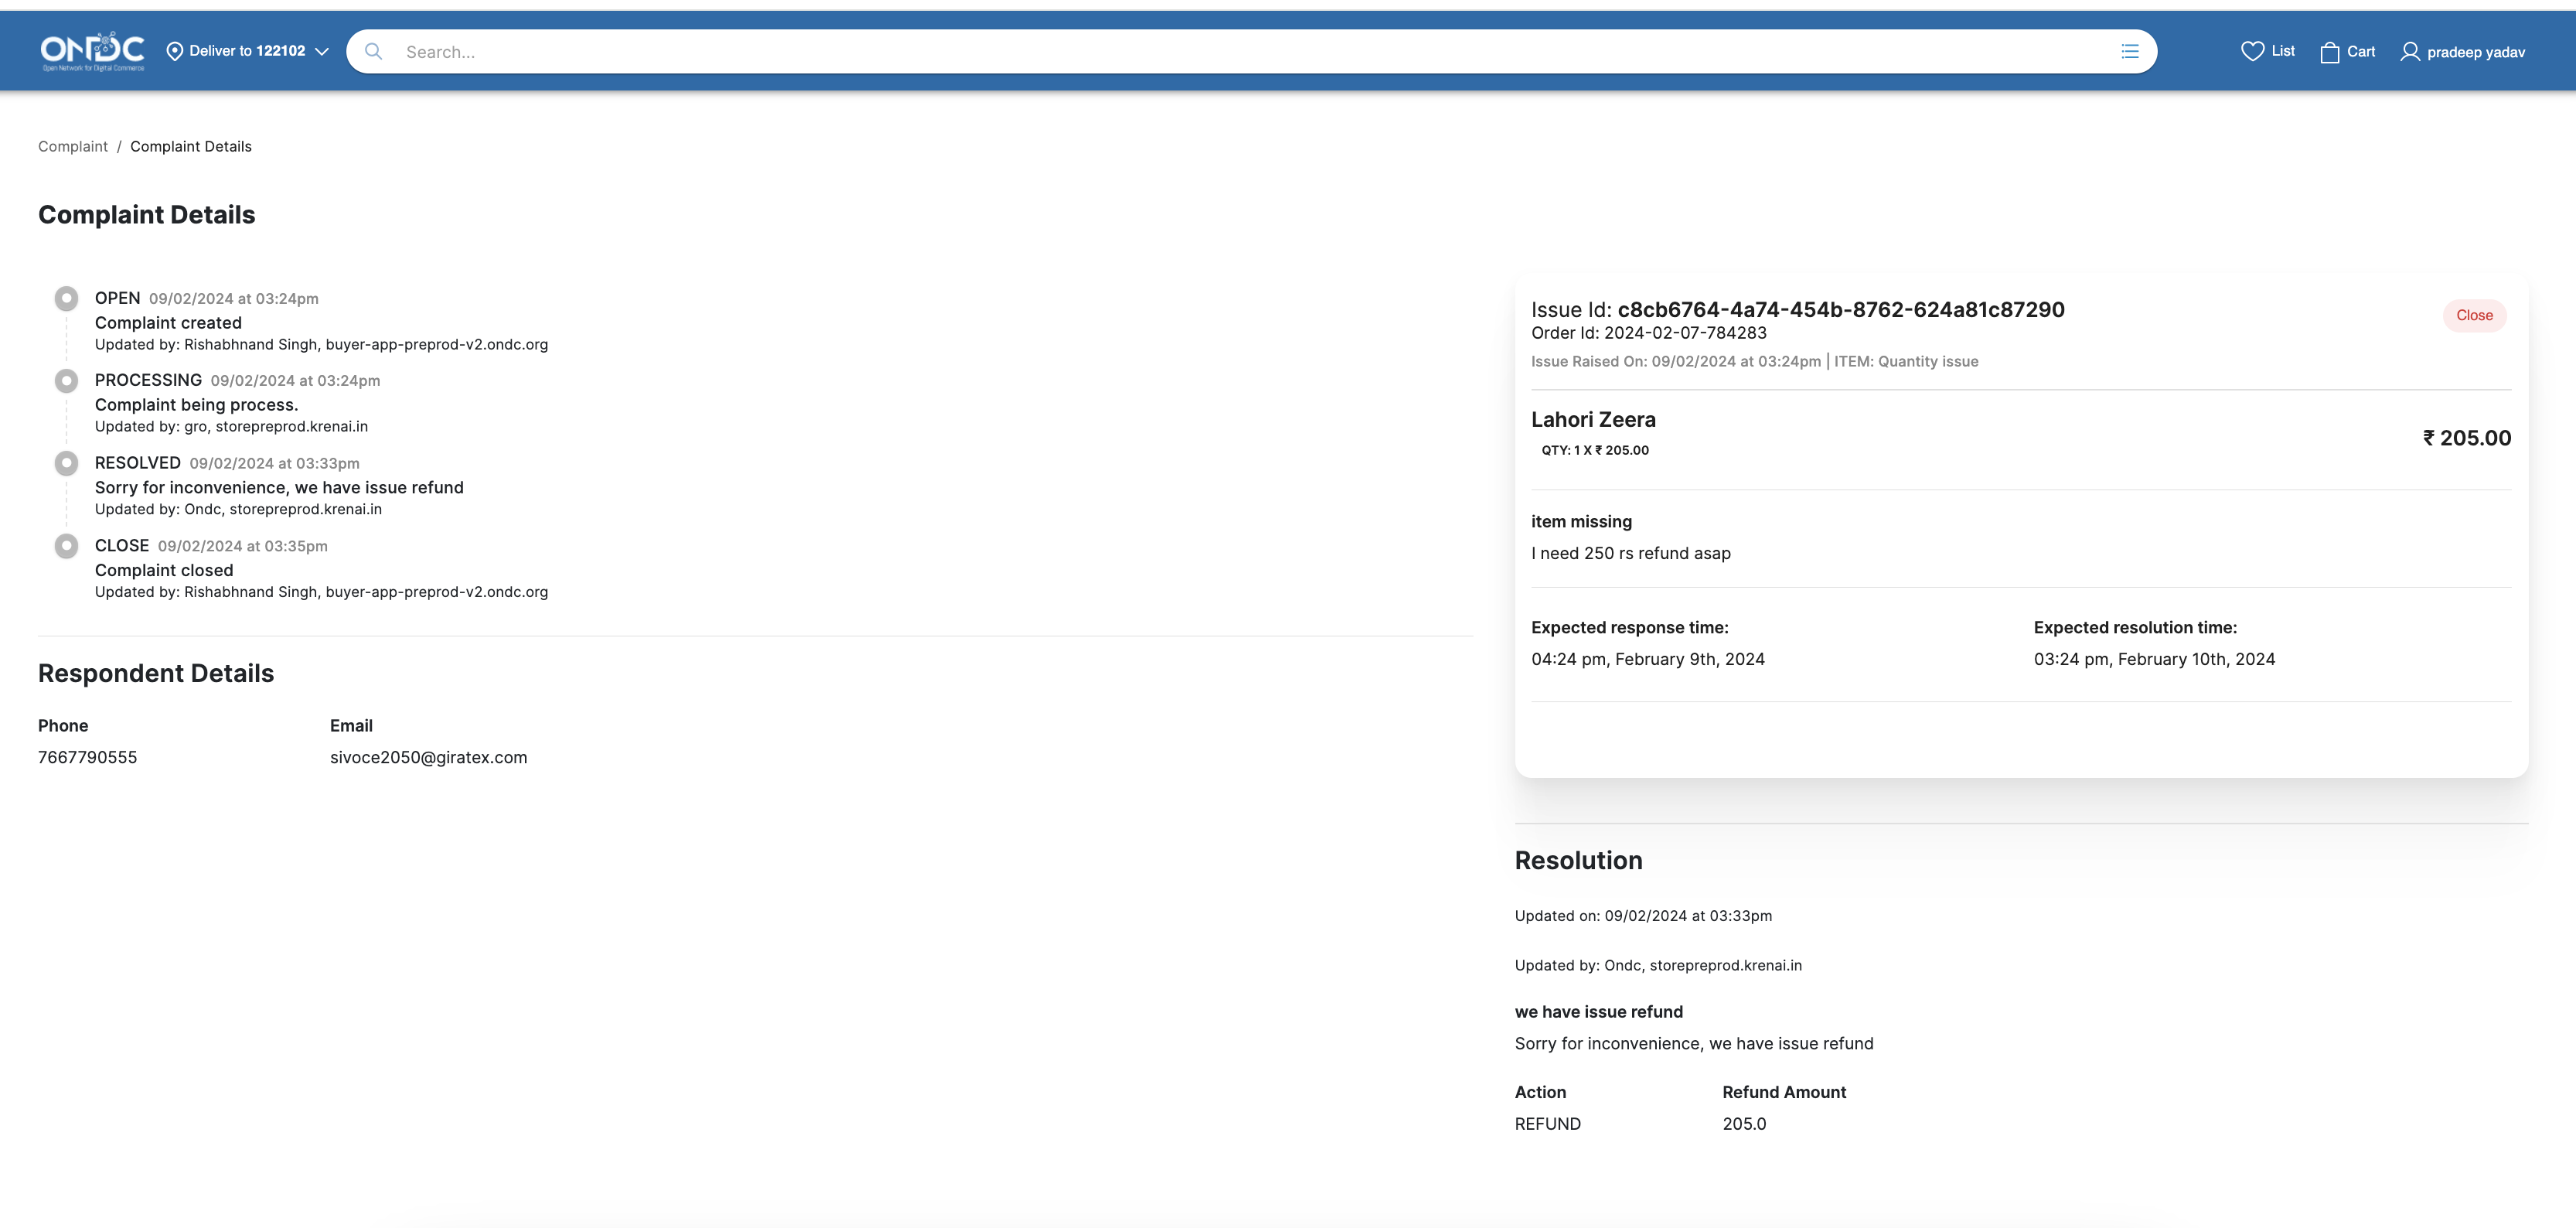 ONDC
Open Network for Digital Commerce
Deliver to 122102
Search...
List
Cart
pradeep yadav
Complaint / Complaint Details
Complaint Details
OPEN 09/02/2024 at 03:24pm
Complaint created
Updated by: Rishabhnand Singh, buyer-app-preprod-v2.ondc.org
PROCESSING 09/02/2024 at 03:24pm
Complaint being process.
Updated by: gro, storepreprod.krenai.in
RESOLVED 09/02/2024 at 03:33pm
Sorry for inconvenience, we have issue refund
Updated by: Ondc, storepreprod.krenai.in
CLOSE 09/02/2024 at 03:35pm
Complaint closed
Updated by: Rishabhnand Singh, buyer-app-preprod-v2.ondc.org
Respondent Details
Phone
7667790555
Email
sivoce2050@giratex.com
Issue Id: c8cb6764-4a74-454b-8762-624a81c87290
Close
Order Id: 2024-02-07-784283
Issue Raised On: 09/02/2024 at 03:24pm | ITEM: Quantity issue
Lahori Zeera
QTY: 1 X ₹ 205.00
₹ 205.00
item missing
I need 250 rs refund asap
Expected response time:
04:24 pm, February 9th, 2024
Expected resolution time:
03:24 pm, February 10th, 2024
Resolution
Updated on: 09/02/2024 at 03:33pm
Updated by: Ondc, storepreprod.krenai.in
we have issue refund
Sorry for inconvenience, we have issue refund
Action
REFUND
Refund Amount
205.0